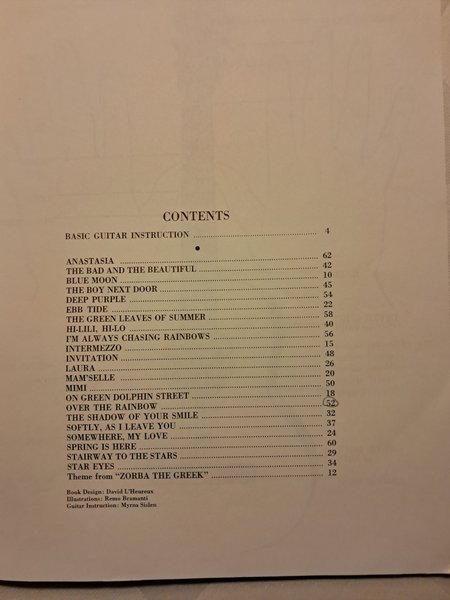 CONTENTS
BASIC GUITAR INSTRUCTION ........ 4
•
ANASTASIA ........ 62
THE BAD AND THE BEAUTIFUL ........ 42
BLUE MOON ........ 10
THE BOY NEXT DOOR ........ 45
DEEP PURPLE ........ 54
EBB TIDE ........ 22
THE GREEN LEAVES OF SUMMER ........ 58
HI-LILI, HI-LO ........ 40
I'M ALWAYS CHASING RAINBOWS ........ 56
INTERMEZZO ........ 15
INVITATION ........ 48
LAURA ........ 26
MAM'SELLE ........ 20
MIMI ........ 50
ON GREEN DOLPHIN STREET ........ 18
OVER THE RAINBOW ........ 52
THE SHADOW OF YOUR SMILE ........ 32
SOFTLY, AS I LEAVE YOU ........ 37
SOMEWHERE, MY LOVE ........ 24
SPRING IS HERE ........ 60
STAIRWAY TO THE STARS ........ 29
STAR EYES ........ 34
Theme from "ZORBA THE GREEK" ........ 12
Book Design: David L'Heureux
Illustrations: Remo Bramanti
Guitar Instruction: Myrna Sislen